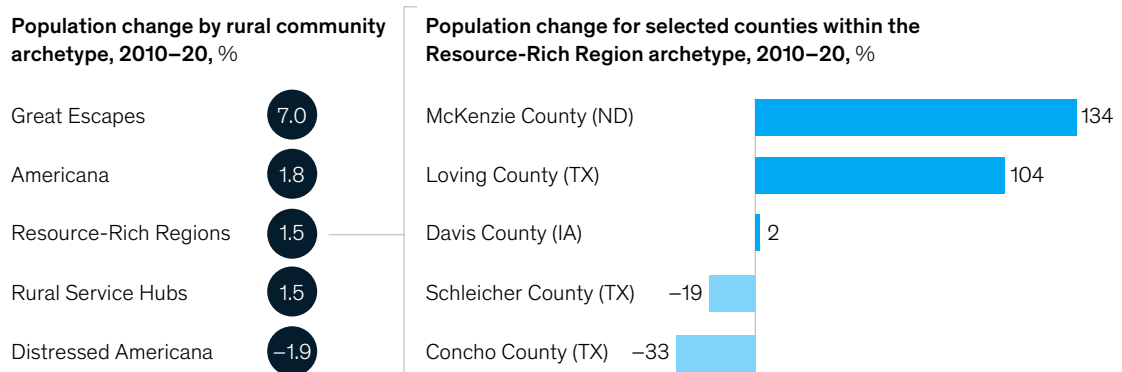 Population change by rural community
archetype, 2010–20, %
Great Escapes 7.0
Americana 1.8
Resource-Rich Regions 1.5
Rural Service Hubs 1.5
Distressed Americana –1.9
Population change for selected counties within the
Resource-Rich Region archetype, 2010–20, %
McKenzie County (ND) 134
Loving County (TX) 104
Davis County (IA) 2
Schleicher County (TX) –19
Concho County (TX) –33